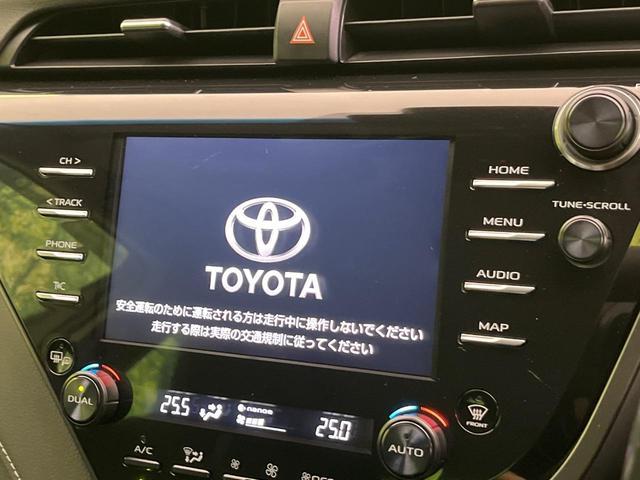 CH >
< TRACK
PHONE
T|C
TOYOTA
安全運転のために運転される方は走行中に操作しないでください
走行する際は実際の交通規制に従ってください
HOME
MENU
AUDIO
MAP
TUNE•SCROLL
DUAL
25.5
nanoe
25.0
AUTO
FRONT
A/C